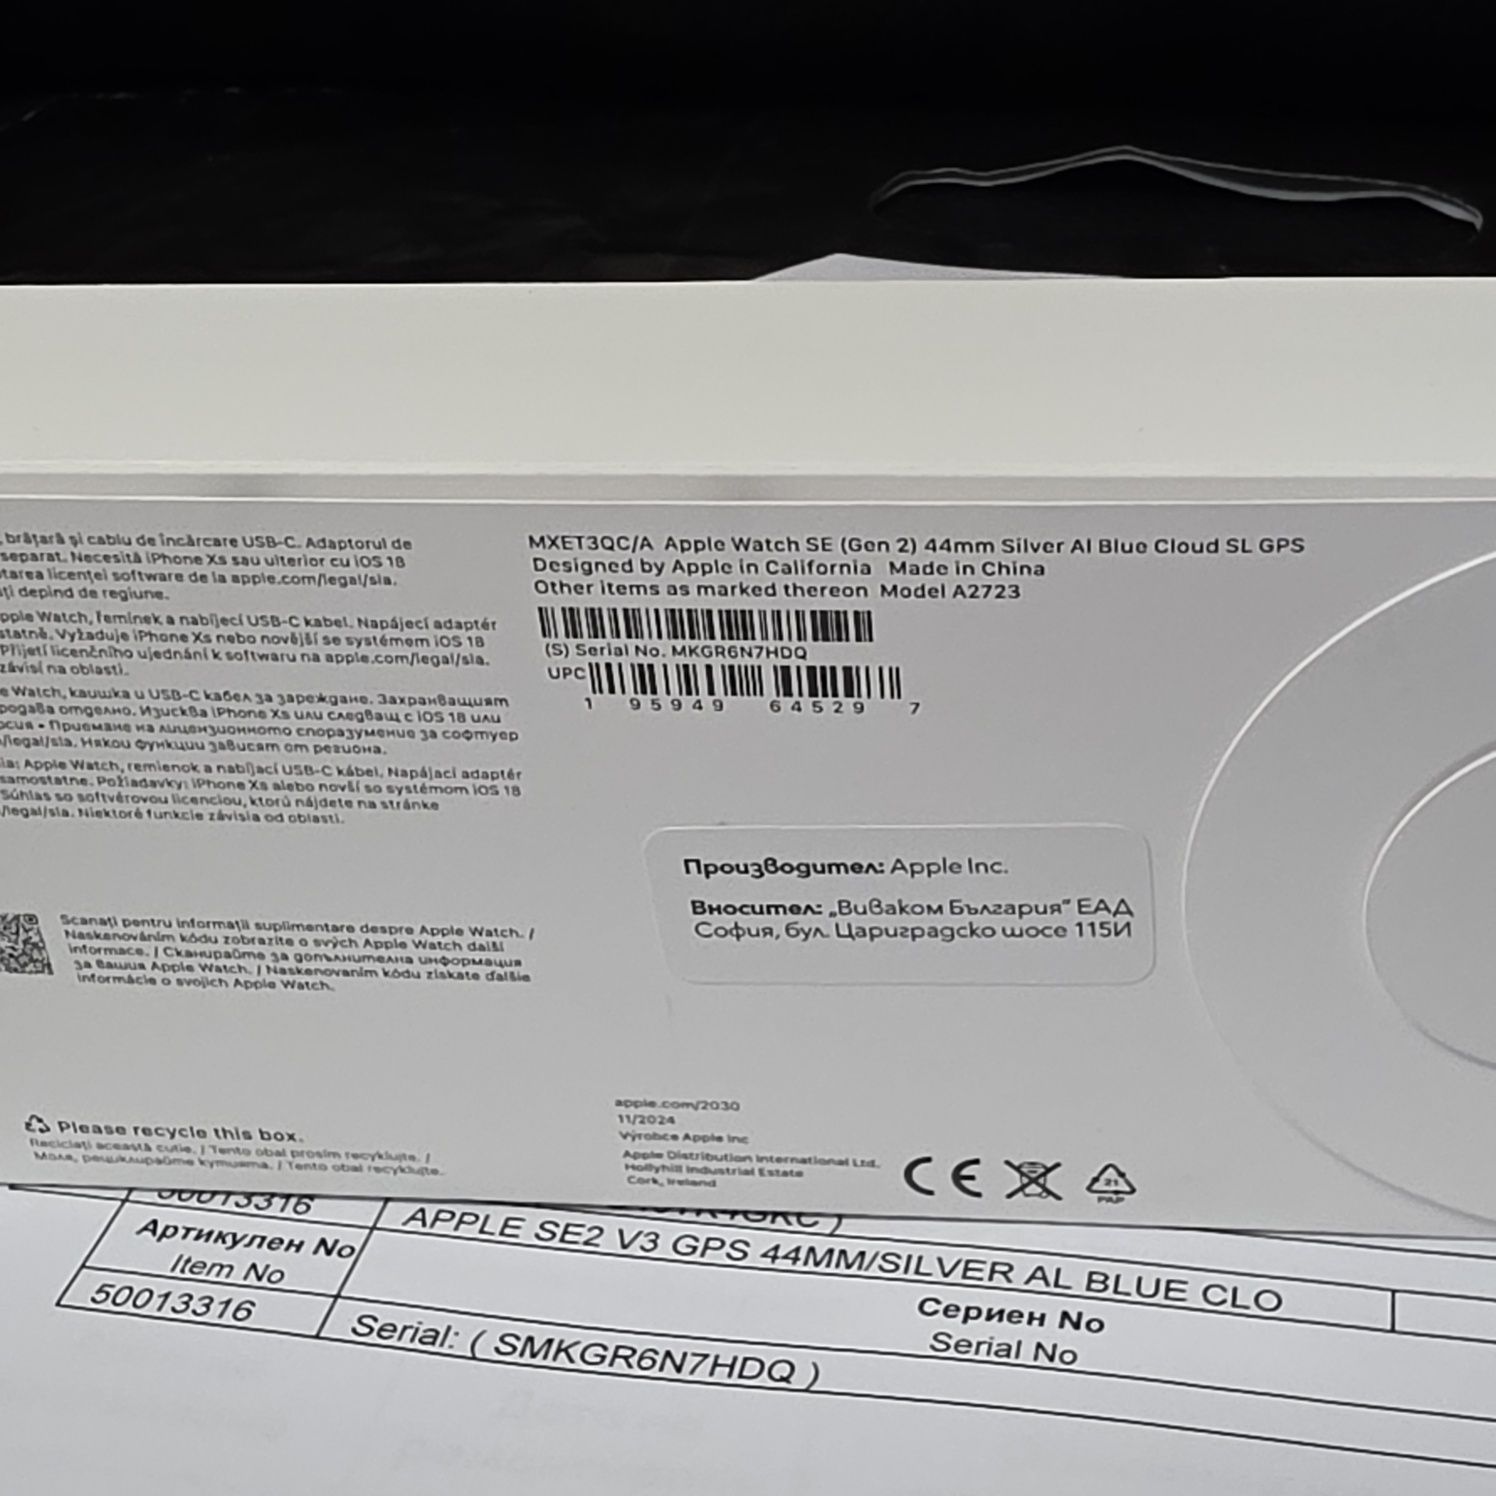 , brățară și cablu de încărcare USB-C. Adaptorul de
separat. Necesită iPhone Xs sau ulterior cu iOS 18
tarea licenței software de la apple.com/legal/sla.
ți depind de regiune.
pple Watch, řemínek a nabíjecí USB-C kabel. Napájecí adaptér
statně. Vyžaduje iPhone Xs nebo novější se systémem iOS 18
Přijetí licenčního ujednání k softwaru na apple.com/legal/sla.
závisí na oblasti.
e Watch, каишка и USB-C кабел за зареждане. Захранващият
родава отделно. Изисква iPhone Xs или следващ с iOS 18 или
рсия • Приемане на лицензионното споразумение за софтуер
/legal/sla. Някои функции зависят от региона.
ia: Apple Watch, remienok a nabíjací USB-C kábel. Napájací adaptér
samostatne. Požiadavky: iPhone Xs alebo novší so systémom iOS 18
Súhlas so softvérovou licenciou, ktorú nájdete na stránke
/legal/sla. Niektoré funkcie závisia od oblasti.
MXET3QC/A Apple Watch SE (Gen 2) 44mm Silver Al Blue Cloud SL GPS
Designed by Apple in California Made in China
Other items as marked thereon Model A2723
(S) Serial No. MKGR6N7HDQ
UPC
1 95949 64529 7
Производител: Apple Inc.
Вносител: „Виваком България" ЕАД
София, бул. Цариградско шосе 115И
Scanați pentru informații suplimentare despre Apple Watch. /
Naskenováním kódu zobrazíte o svých Apple Watch další
informace. / Сканирайте за допълнителна информация
за вашия Apple Watch. / Naskenovaním kódu získate ďalšie
informácie o svojich Apple Watch.
Please recycle this box.
Reciclați această cutie. / Tento obal prosím recyklujte. /
Моля, рециклирайте кутията. / Tento obal recyklujte.
apple.com/2030
11/2024
Výrobce Apple Inc
Apple Distribution International Ltd.
Hollyhill Industrial Estate
Cork, Ireland
CE
21
PAP
50013316
APPLE SE2 V3 GPS 44MM/SILVER AL BLUE CLO
Артикулен No
Item No
Сериен No
Serial No
50013316
Serial: ( SMKGR6N7HDQ )